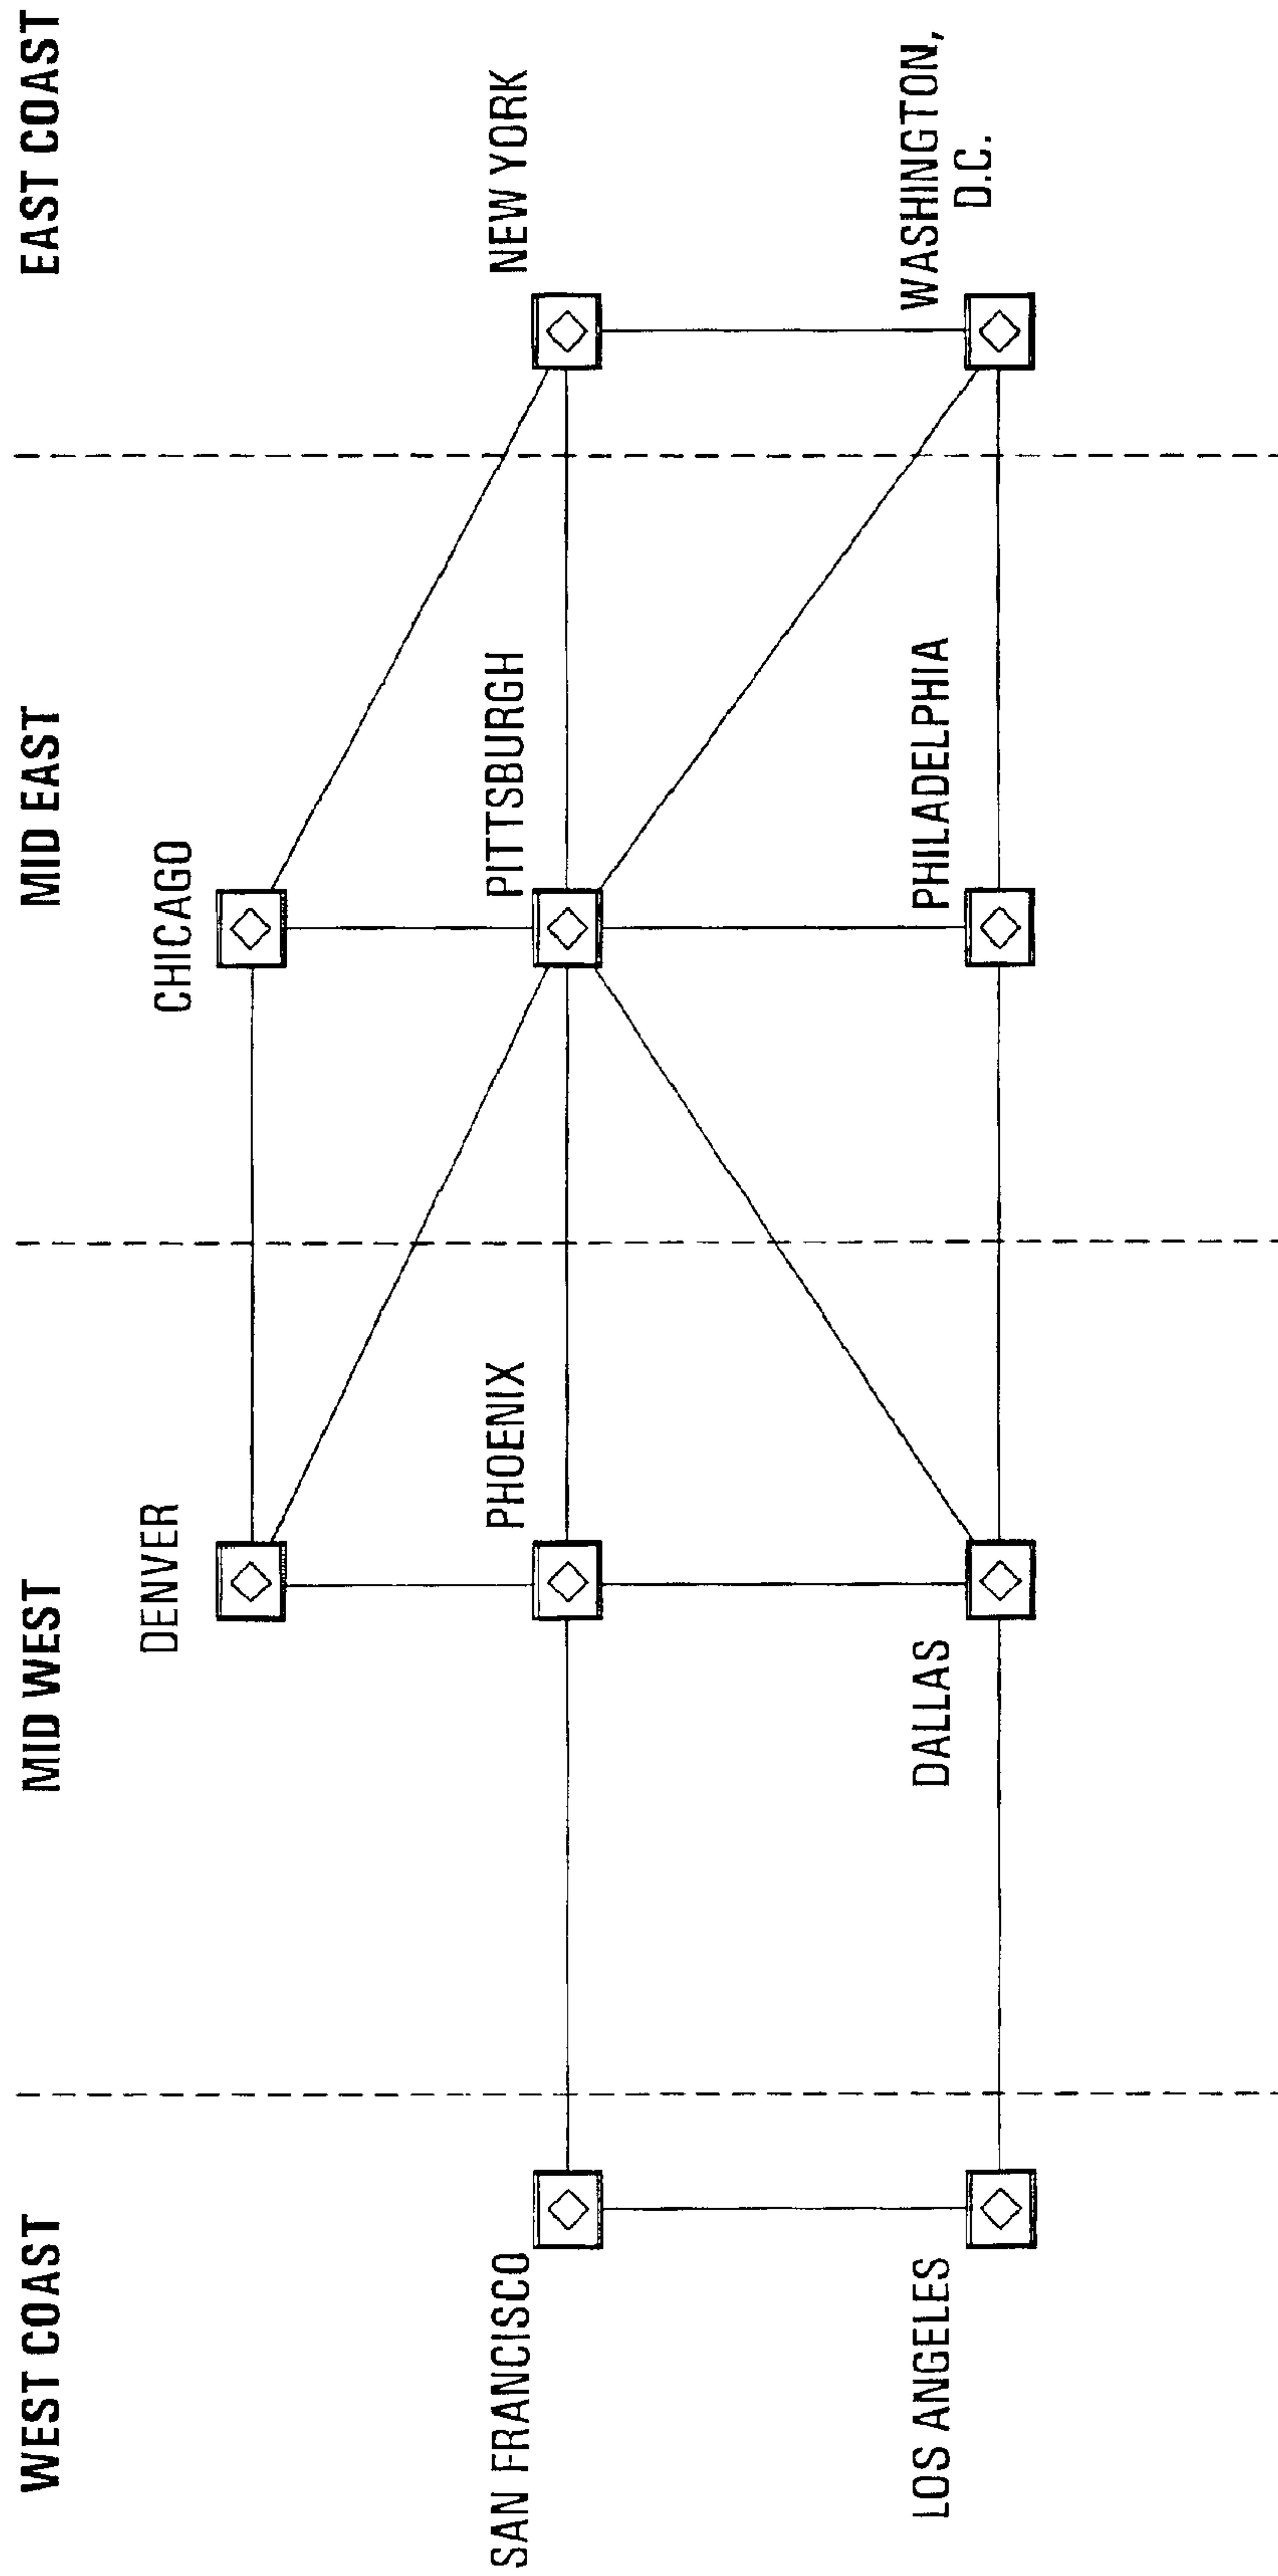 WEST COAST
MID WEST
MID EAST
EAST COAST
DENVER
CHICAGO
SAN FRANCISCO
PHOENIX
PITTSBURGH
NEW YORK
LOS ANGELES
DALLAS
PHILADELPHIA
WASHINGTON,
D.C.